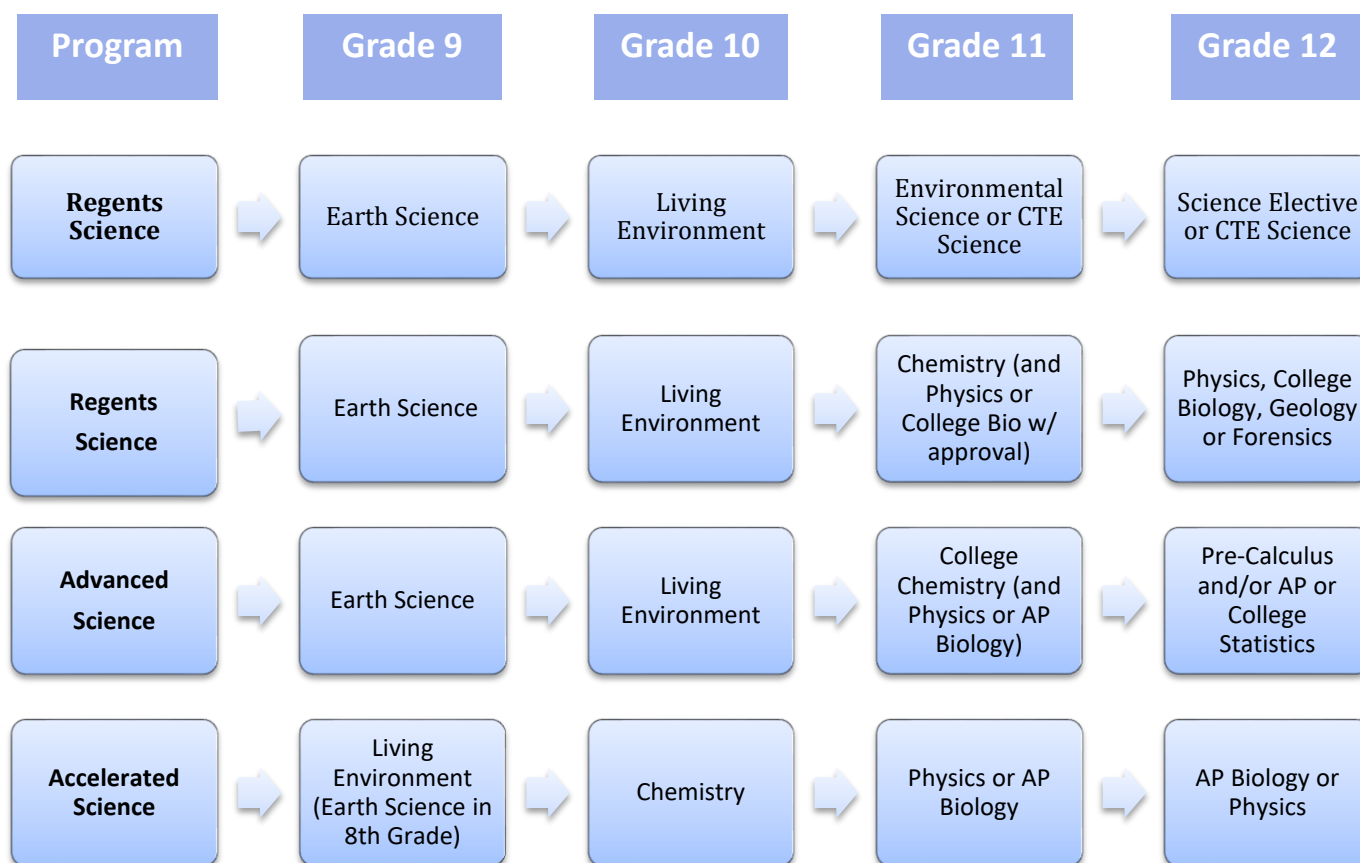 Program
Grade 9
Grade 10
Grade 11
Grade 12
Regents
Science
Earth Science
Living
Environment
Environmental
Science or CTE
Science
Science Elective
or CTE Science
Regents
Science
Earth Science
Living
Environment
Chemistry (and
Physics or
College Bio w/
approval)
Physics, College
Biology, Geology
or Forensics
Advanced
Science
Earth Science
Living
Environment
College
Chemistry (and
Physics or AP
Biology)
Pre-Calculus
and/or AP or
College
Statistics
Accelerated
Science
Living
Environment
(Earth Science in
8th Grade)
Chemistry
Physics or AP
Biology
AP Biology or
Physics